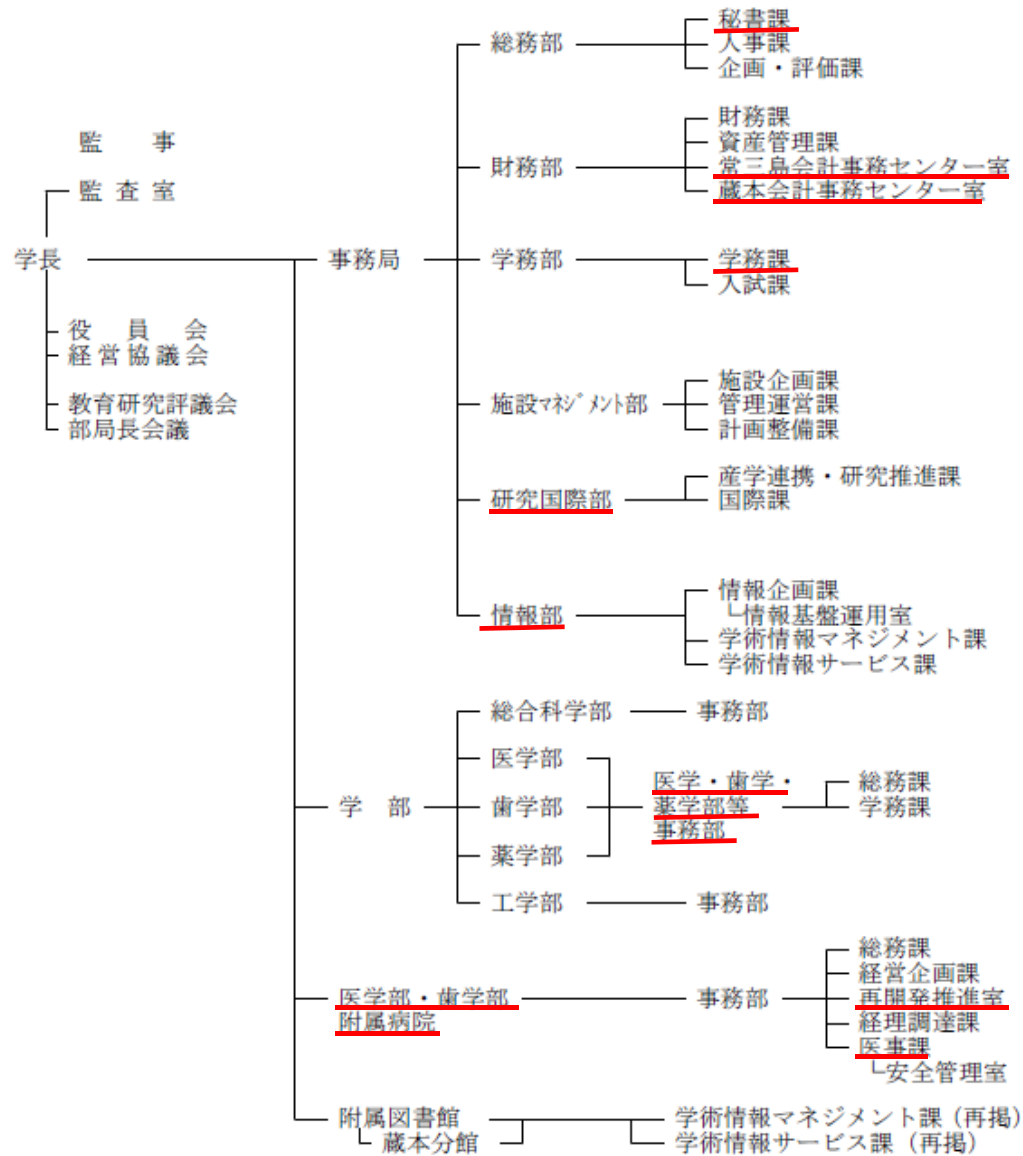 監　事
監査室
学長
役　員　会
経営協議会
教育研究評議会
部局長会議
事務局
総務部
秘書課
人事課
企画・評価課
財務部
財務課
資産管理課
常三島会計事務センター室
蔵本会計事務センター室
学務部
学務課
入試課
施設ﾏﾈｼﾞﾒﾝﾄ部
施設企画課
管理運営課
計画整備課
研究国際部
産学連携・研究推進課
国際課
情報部
情報企画課
情報基盤運用室
学術情報マネジメント課
学術情報サービス課
学　部
総合科学部
事務部
医学部
歯学部
薬学部
医学・歯学・
薬学部等
事務部
総務課
学務課
工学部
事務部
医学部・歯学部
附属病院
事務部
総務課
経営企画課
再開発推進室
経理調達課
医事課
安全管理室
附属図書館
蔵本分館
学術情報マネジメント課（再掲）
学術情報サービス課（再掲）